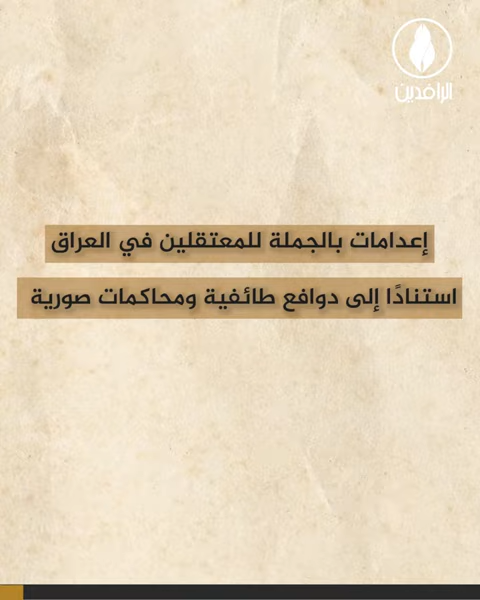 الرافدين
إعدامات بالجملة للمعتقلين في العراق
استنادًا إلى دوافع طائفية ومحاكمات صورية